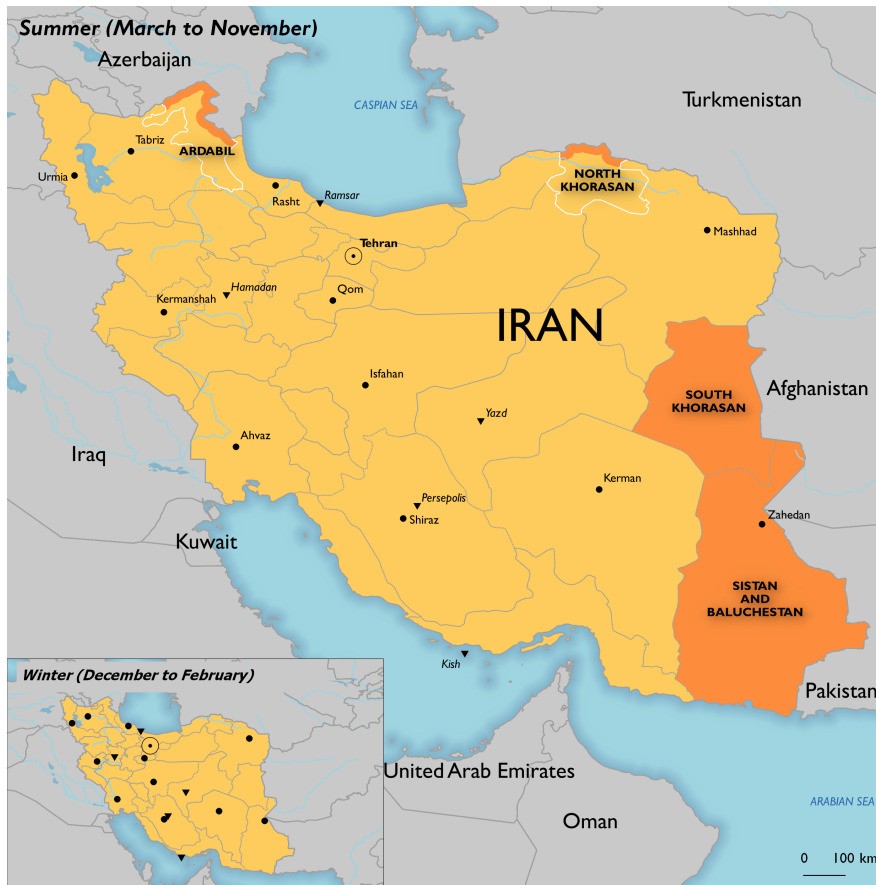 Summer (March to November)
Azerbaijan
CASPIAN SEA
Turkmenistan
Tabriz
ARDABIL
Urmia
Rasht
Ramsar
NORTH
KHORASAN
Mashhad
Tehran
Hamadan
Qom
Kermanshah
IRAN
Isfahan
SOUTH
KHORASAN
Afghanistan
Yazd
Ahvaz
Iraq
Kerman
Persepolis
Shiraz
Zahedan
Kuwait
SISTAN
AND
BALUCHESTAN
Kish
Winter (December to February)
Pakistan
United Arab Emirates
Oman
ARABIAN SEA
0 100 km